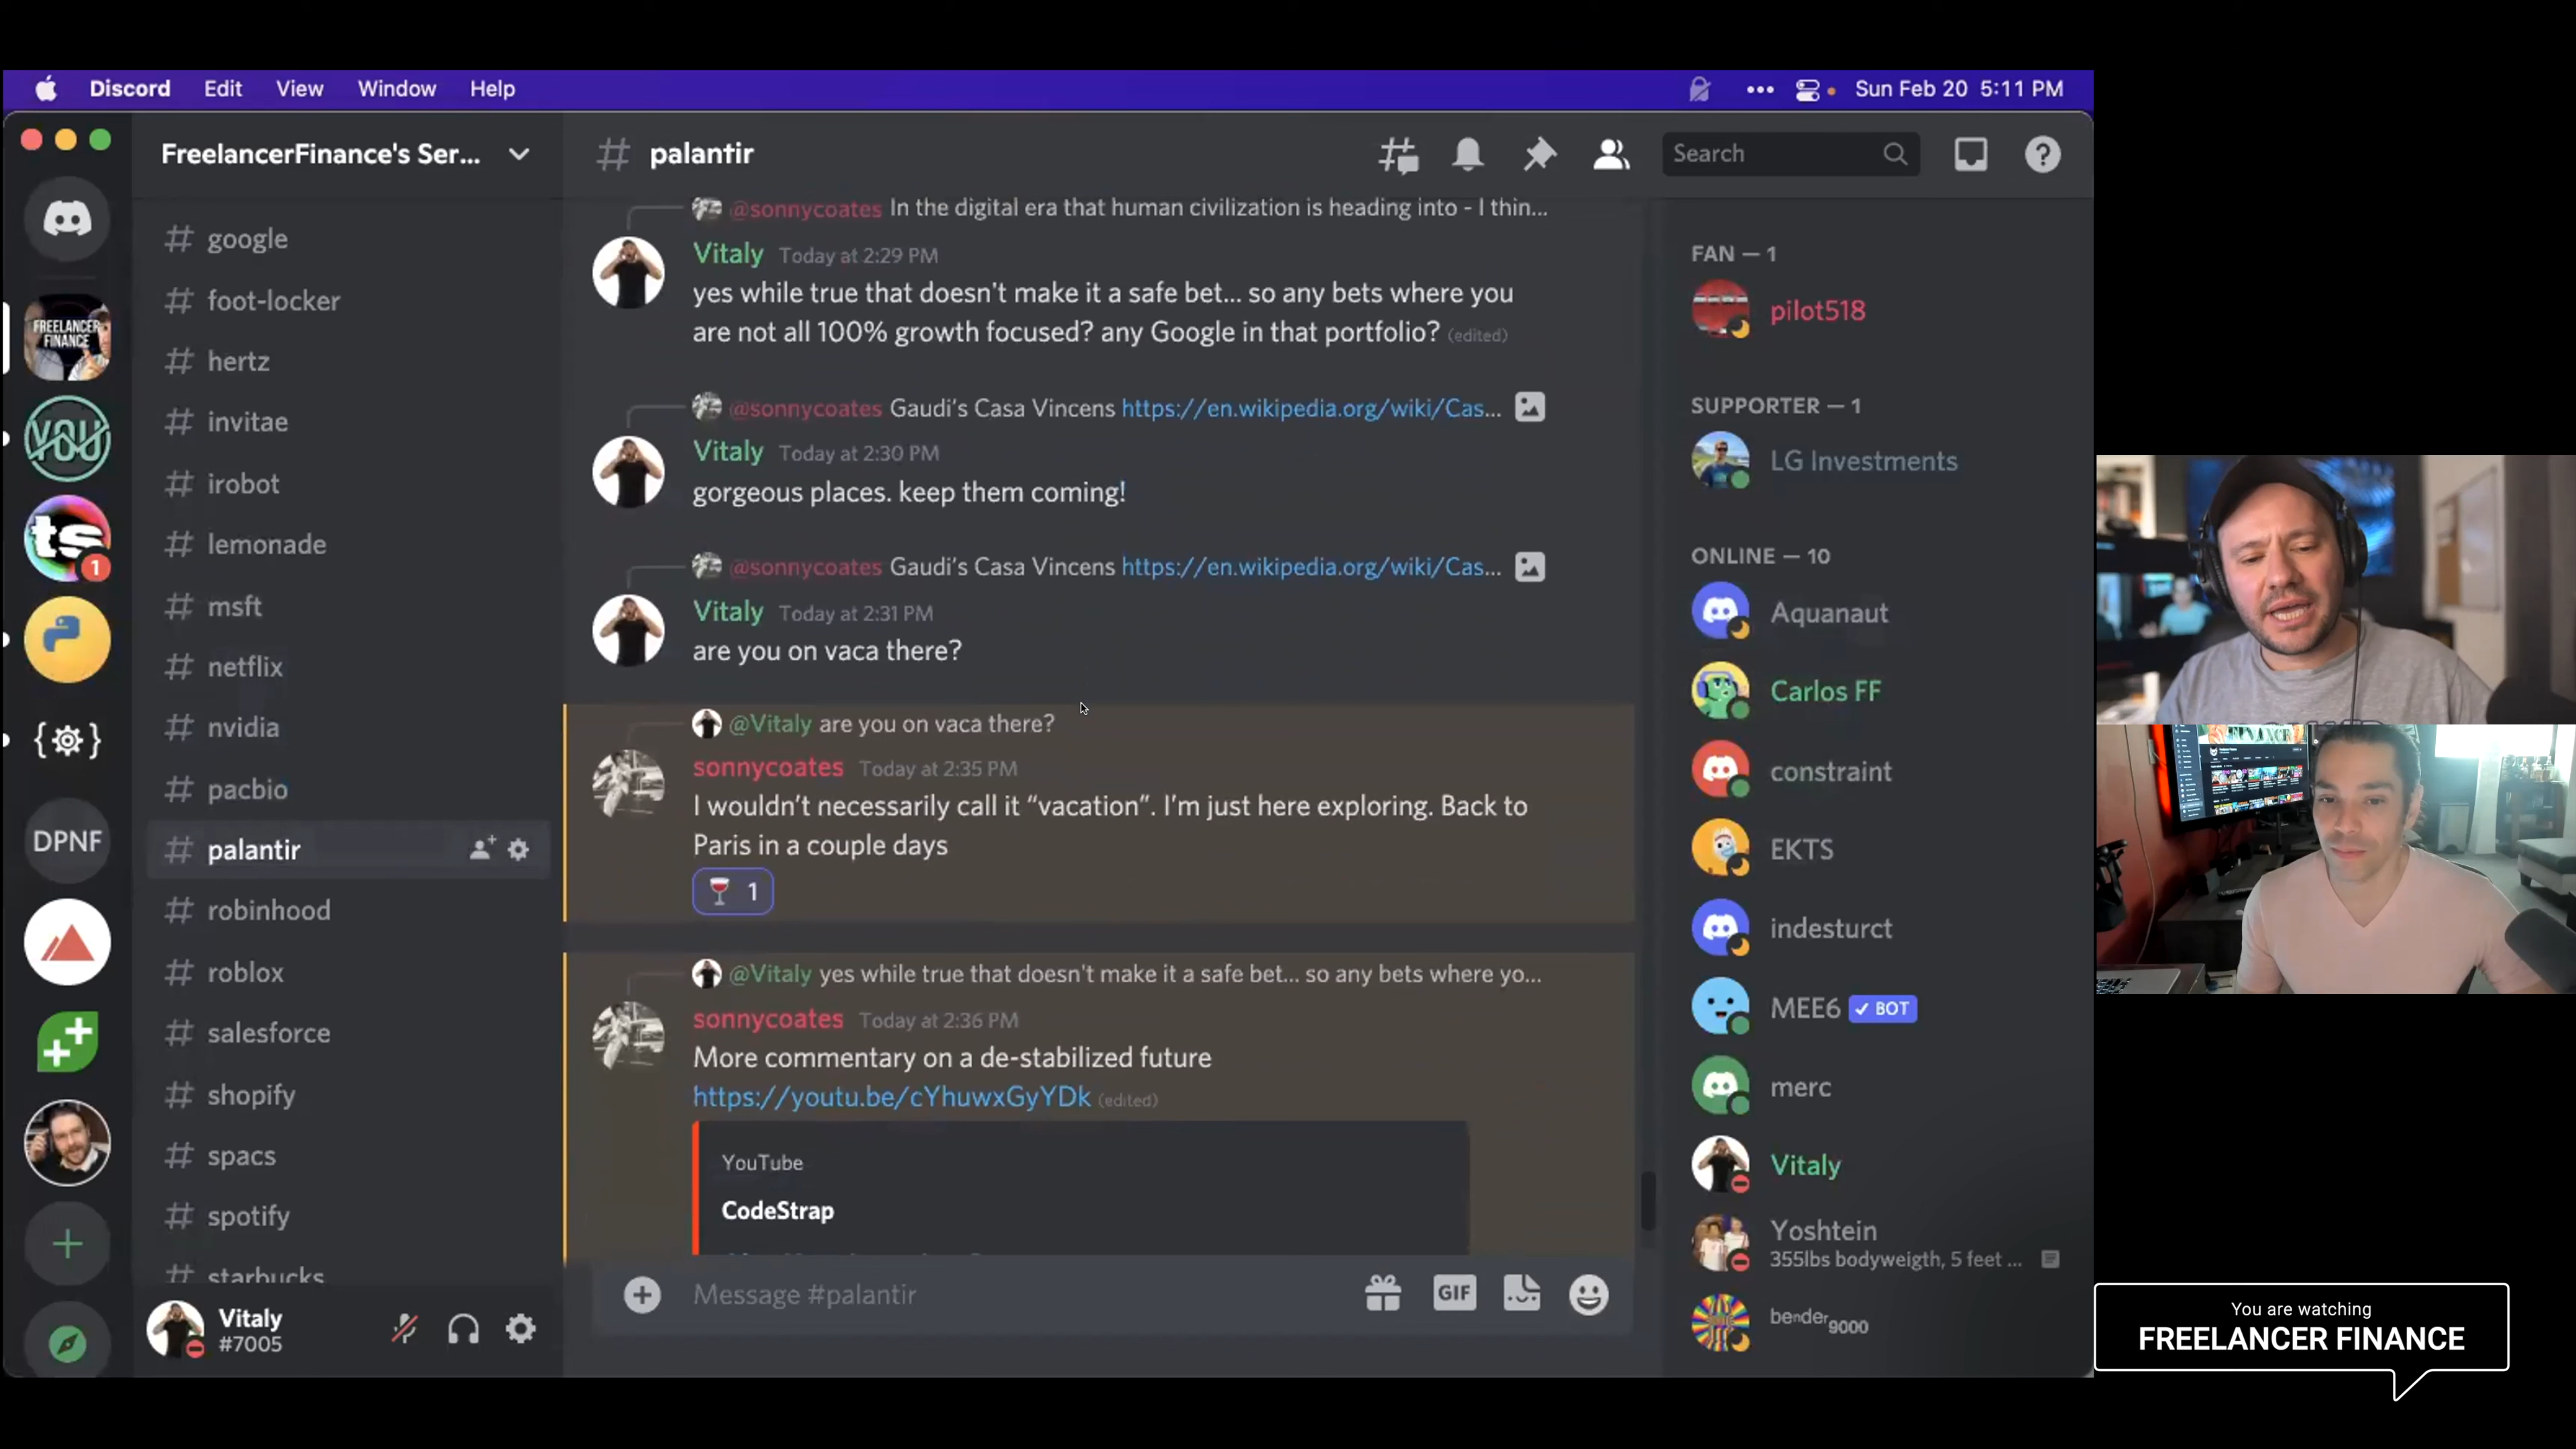 Discord Edit View Window Help
Sun Feb 20 5:11 PM
FreelancerFinance's Ser...
# palantir
Search
FREELANCER
FINANCE
YOU
ts
1
DPNF
# google
# foot-locker
# hertz
# invitae
# irobot
# lemonade
# msft
# netflix
# nvidia
# pacbio
# palantir
# robinhood
# roblox
# salesforce
# shopify
# spacs
# spotify
# starbucks
Vitaly
#7005
@sonnycoates In the digital era that human civilization is heading into - I thin...
Vitaly Today at 2:29 PM
yes while true that doesn't make it a safe bet... so any bets where you
are not all 100% growth focused? any Google in that portfolio? (edited)
@sonnycoates Gaudi's Casa Vincens https://en.wikipedia.org/wiki/Cas...
Vitaly Today at 2:30 PM
gorgeous places. keep them coming!
@sonnycoates Gaudi's Casa Vincens https://en.wikipedia.org/wiki/Cas...
Vitaly Today at 2:31 PM
are you on vaca there?
@Vitaly are you on vaca there?
sonnycoates Today at 2:35 PM
I wouldn't necessarily call it “vacation”. I'm just here exploring. Back to
Paris in a couple days
1
@Vitaly yes while true that doesn't make it a safe bet... so any bets where yo...
sonnycoates Today at 2:36 PM
More commentary on a de-stabilized future
https://youtu.be/cYhuwxGyYDk (edited)
YouTube
CodeStrap
Message #palantir
GIF
FAN — 1
pilot518
SUPPORTER — 1
LG Investments
ONLINE — 10
Aquanaut
Carlos FF
constraint
EKTS
indesturct
MEE6 ✓ BOT
merc
Vitaly
Yoshtein
355lbs bodyweigth, 5 feet ...
bender9000
You are watching
FREELANCER FINANCE